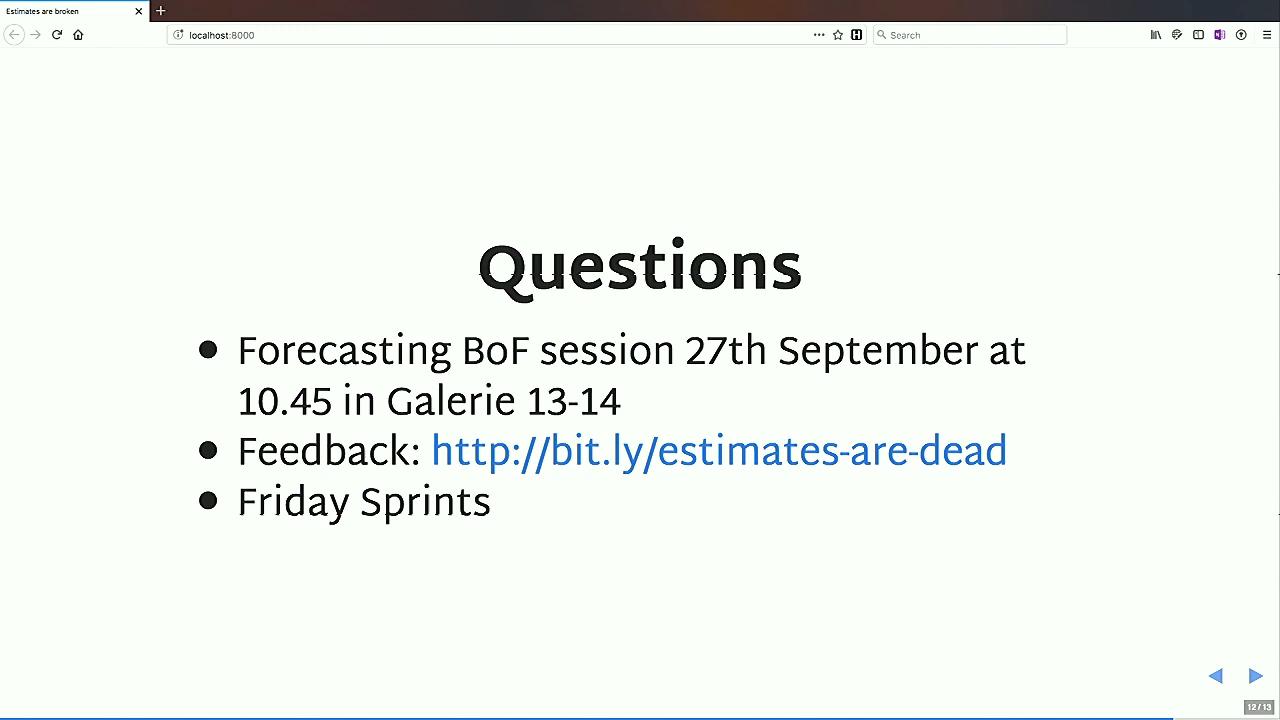 Estimates are broken
localhost:8000
Search
Questions
Forecasting BoF session 27th September at
10.45 in Galerie 13-14
Feedback: http://bit.ly/estimates-are-dead
Friday Sprints
12 / 13